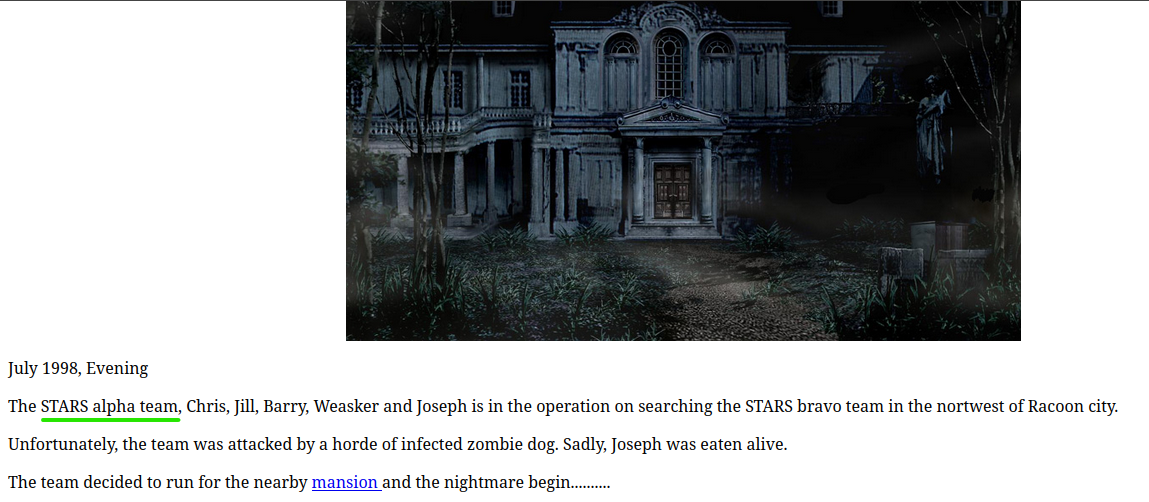 July 1998, Evening
The STARS alpha team, Chris, Jill, Barry, Weasker and Joseph is in the operation on searching the STARS bravo team in the nortwest of Racoon city.
Unfortunately, the team was attacked by a horde of infected zombie dog. Sadly, Joseph was eaten alive.
The team decided to run for the nearby mansion and the nightmare begin..........